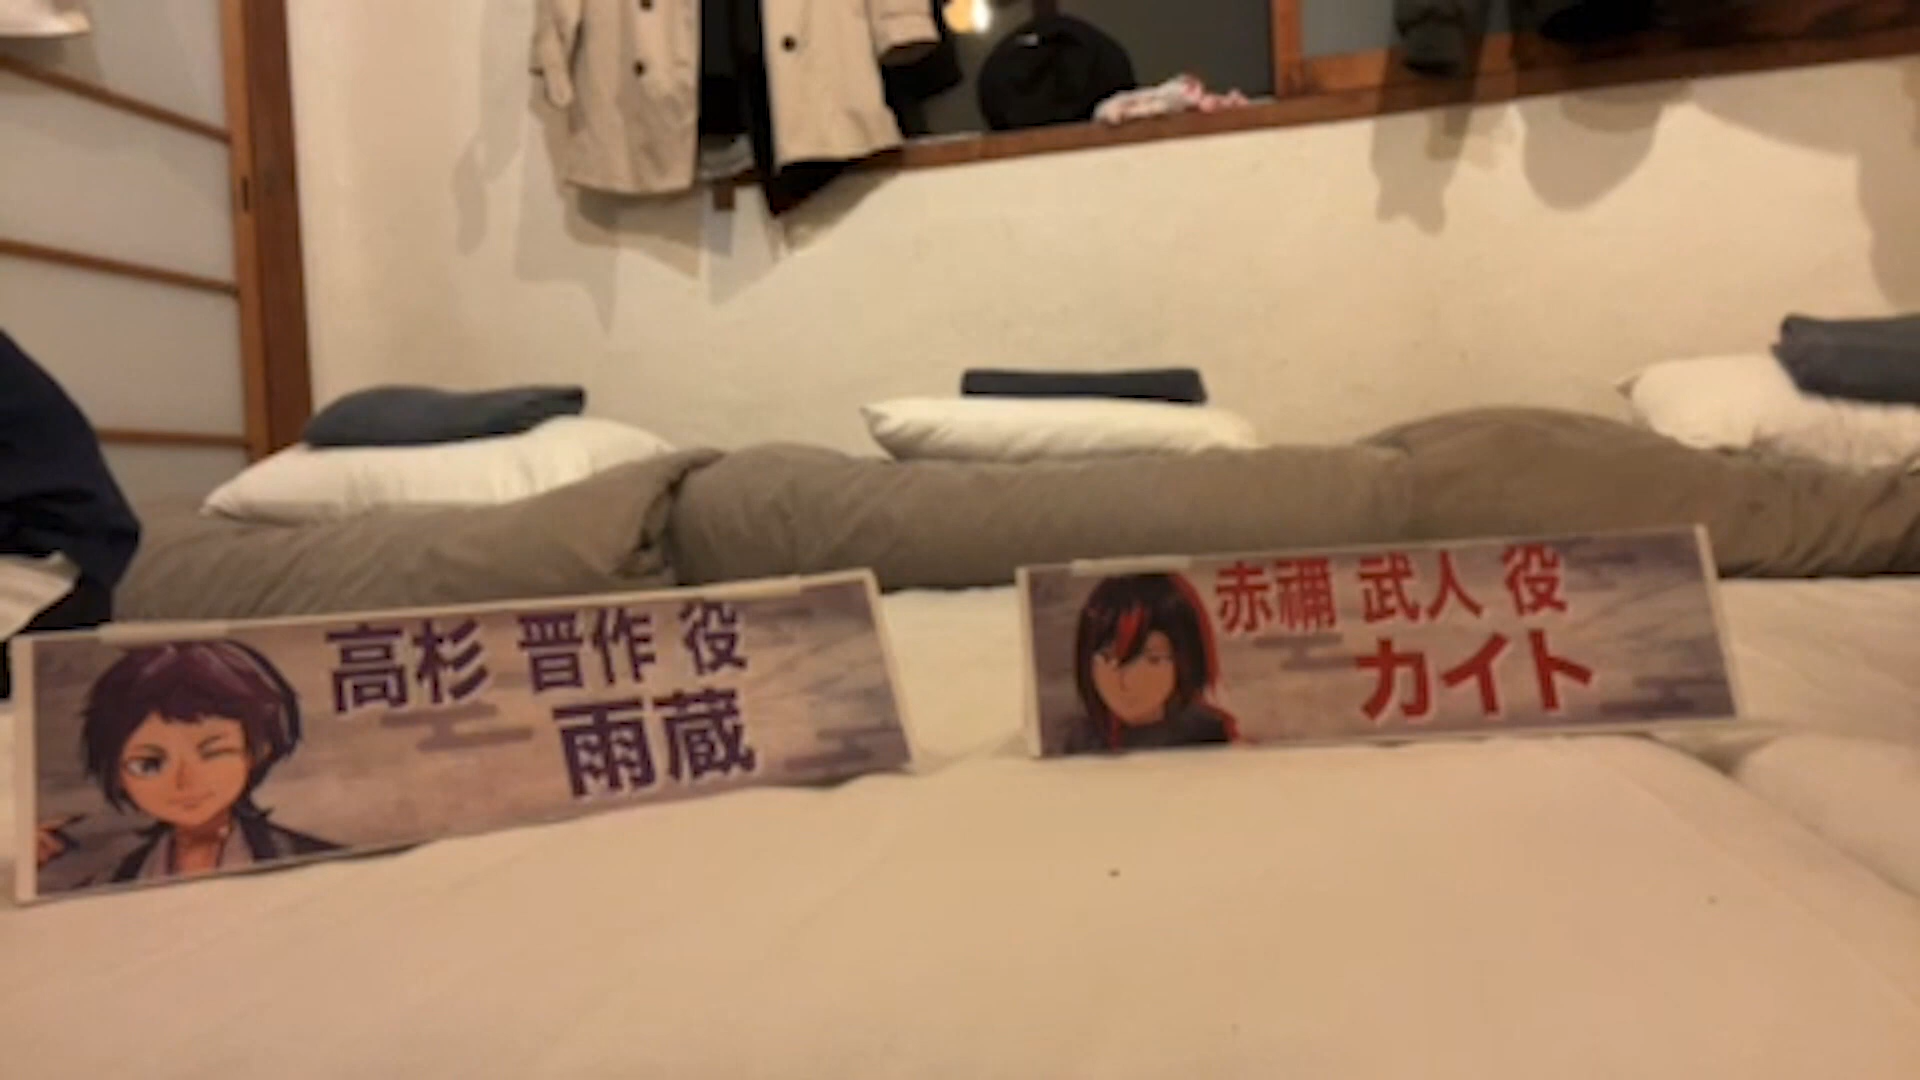 高杉 晋作 役
雨蔵
赤禰 武人 役
カイト